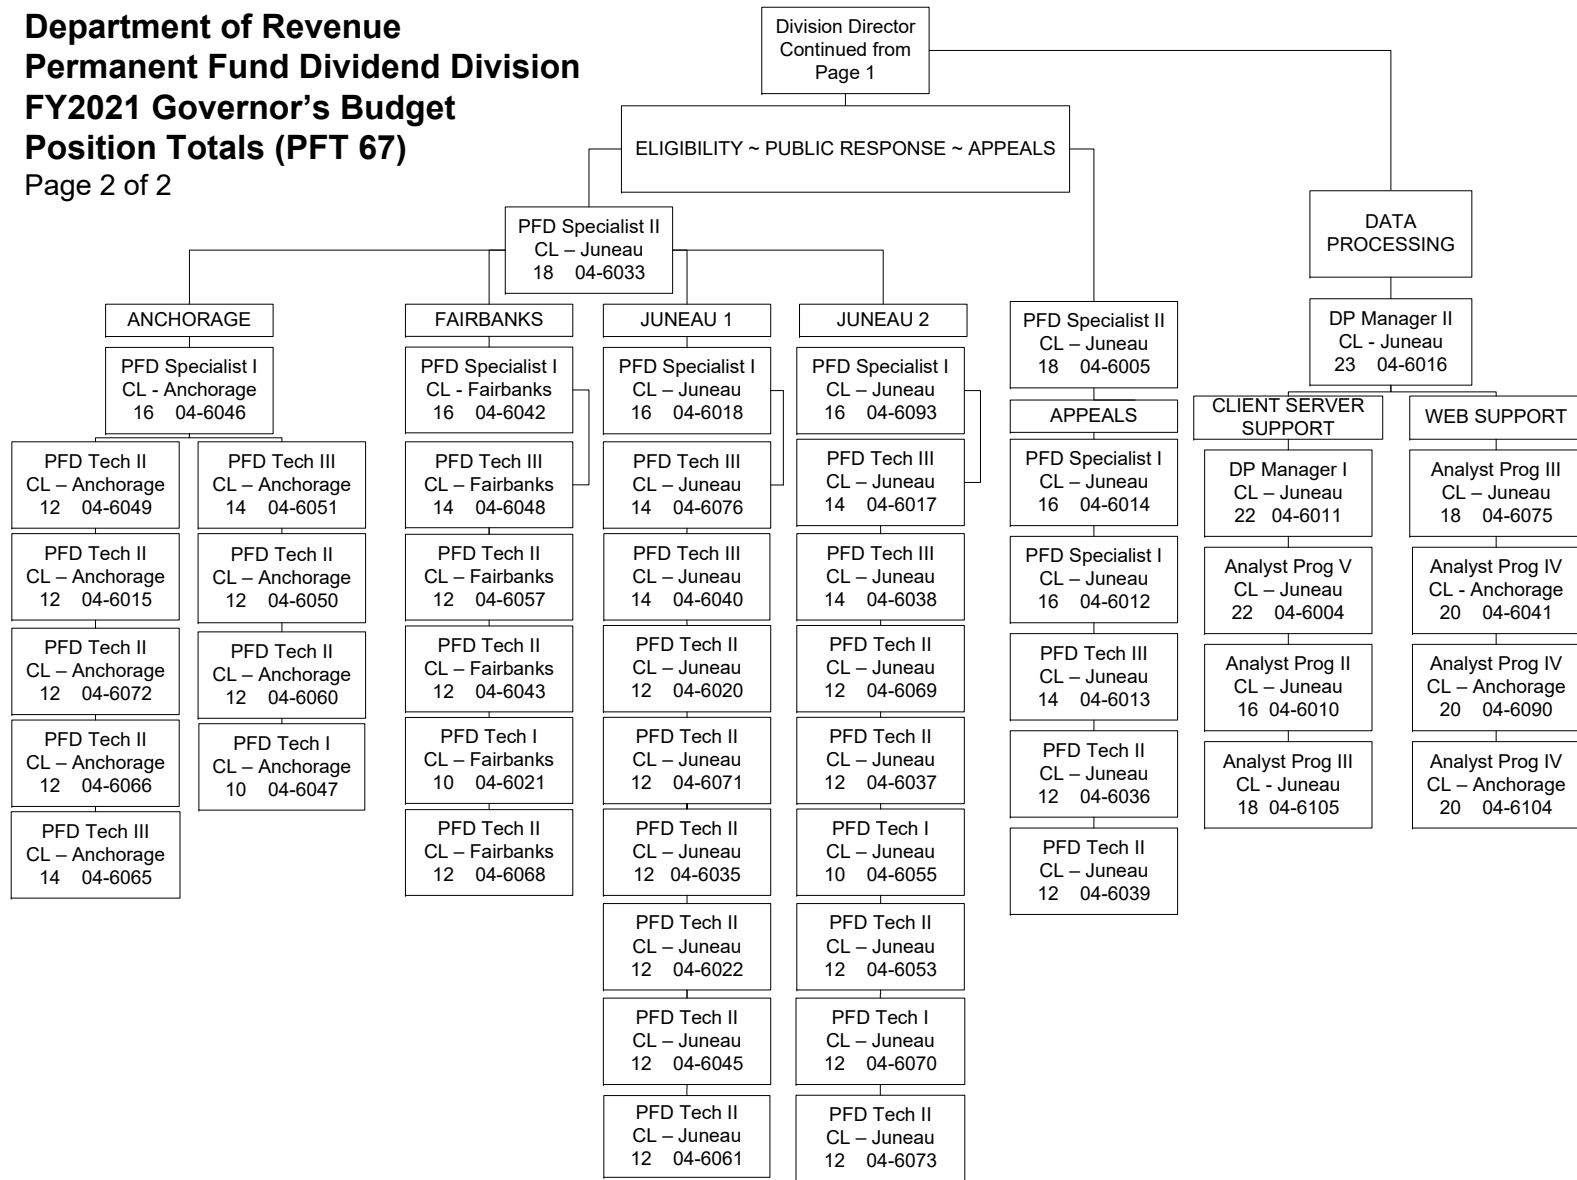 Department of Revenue
Permanent Fund Dividend Division
FY2021 Governor's Budget
Position Totals (PFT 67)
Page 2 of 2
Division Director
Continued from
Page 1
ELIGIBILITY ~ PUBLIC RESPONSE ~ APPEALS
PFD Specialist II
CL – Juneau
18 04-6033
ANCHORAGE
PFD Specialist I
CL - Anchorage
16 04-6046
PFD Tech II
CL – Anchorage
12 04-6049
PFD Tech II
CL – Anchorage
12 04-6015
PFD Tech II
CL – Anchorage
12 04-6072
PFD Tech II
CL – Anchorage
12 04-6066
PFD Tech III
CL – Anchorage
14 04-6065
PFD Tech III
CL – Anchorage
14 04-6051
PFD Tech II
CL – Anchorage
12 04-6050
PFD Tech II
CL – Anchorage
12 04-6060
PFD Tech I
CL – Anchorage
10 04-6047
FAIRBANKS
PFD Specialist I
CL - Fairbanks
16 04-6042
PFD Tech III
CL – Fairbanks
14 04-6048
PFD Tech II
CL – Fairbanks
12 04-6057
PFD Tech II
CL – Fairbanks
12 04-6043
PFD Tech I
CL – Fairbanks
10 04-6021
PFD Tech II
CL – Fairbanks
12 04-6068
JUNEAU 1
PFD Specialist I
CL – Juneau
16 04-6018
PFD Tech III
CL – Juneau
14 04-6076
PFD Tech III
CL – Juneau
14 04-6040
PFD Tech II
CL – Juneau
12 04-6020
PFD Tech II
CL – Juneau
12 04-6071
PFD Tech II
CL – Juneau
12 04-6035
PFD Tech II
CL – Juneau
12 04-6022
PFD Tech II
CL – Juneau
12 04-6045
PFD Tech II
CL – Juneau
12 04-6061
JUNEAU 2
PFD Specialist I
CL – Juneau
16 04-6093
PFD Tech III
CL – Juneau
14 04-6017
PFD Tech III
CL – Juneau
14 04-6038
PFD Tech II
CL – Juneau
12 04-6069
PFD Tech II
CL – Juneau
12 04-6037
PFD Tech I
CL – Juneau
10 04-6055
PFD Tech II
CL – Juneau
12 04-6053
PFD Tech I
CL – Juneau
12 04-6070
PFD Tech II
CL – Juneau
12 04-6073
PFD Specialist II
CL – Juneau
18 04-6005
APPEALS
PFD Specialist I
CL – Juneau
16 04-6014
PFD Specialist I
CL – Juneau
16 04-6012
PFD Tech III
CL – Juneau
14 04-6013
PFD Tech II
CL – Juneau
12 04-6036
PFD Tech II
CL – Juneau
12 04-6039
DATA
PROCESSING
DP Manager II
CL - Juneau
23 04-6016
CLIENT SERVER
SUPPORT
DP Manager I
CL – Juneau
22 04-6011
Analyst Prog V
CL – Juneau
22 04-6004
Analyst Prog II
CL – Juneau
16 04-6010
Analyst Prog III
CL - Juneau
18 04-6105
WEB SUPPORT
Analyst Prog III
CL – Juneau
18 04-6075
Analyst Prog IV
CL - Anchorage
20 04-6041
Analyst Prog IV
CL – Anchorage
20 04-6090
Analyst Prog IV
CL – Anchorage
20 04-6104